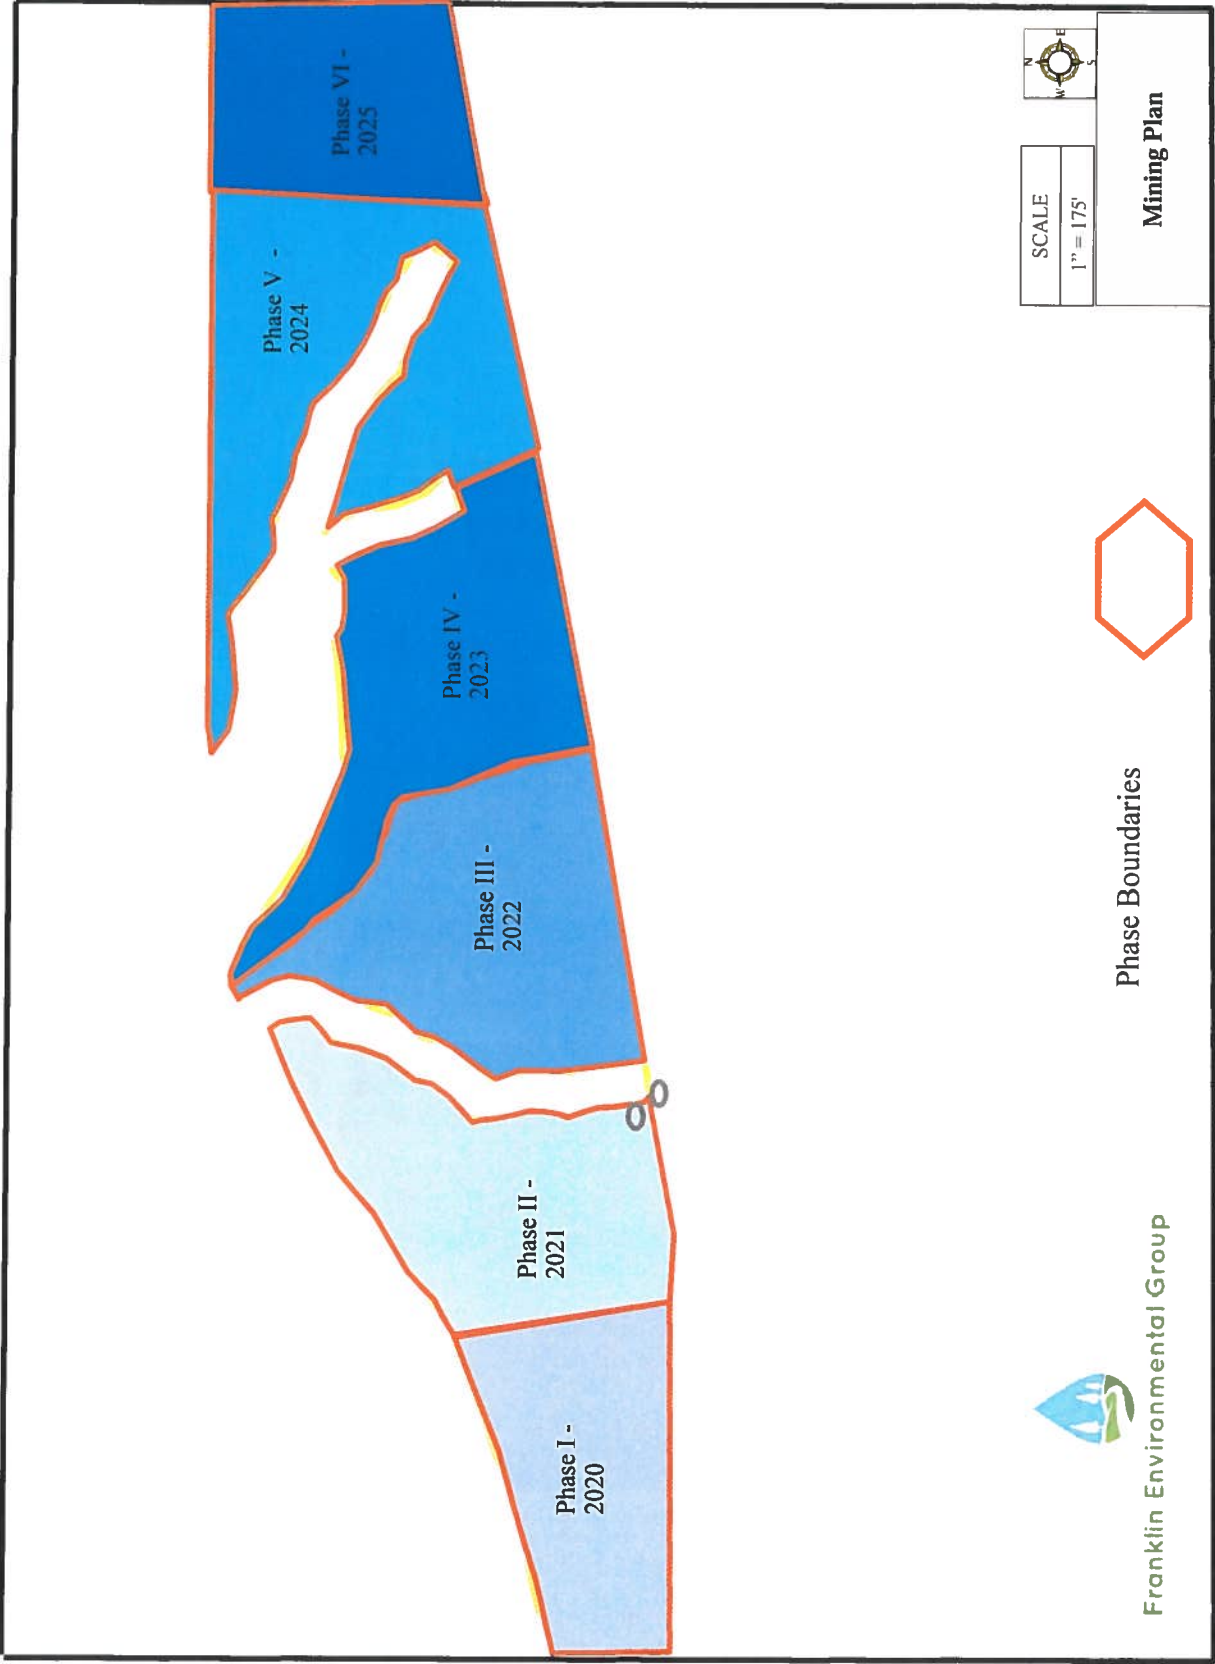 Phase I -
2020
Phase II -
2021
Phase III -
2022
Phase IV -
2023
Phase V -
2024
Phase VI -
2025
Franklin Environmental Group
Phase Boundaries
SCALE
1” = 175'
N
E
S
W
Mining Plan